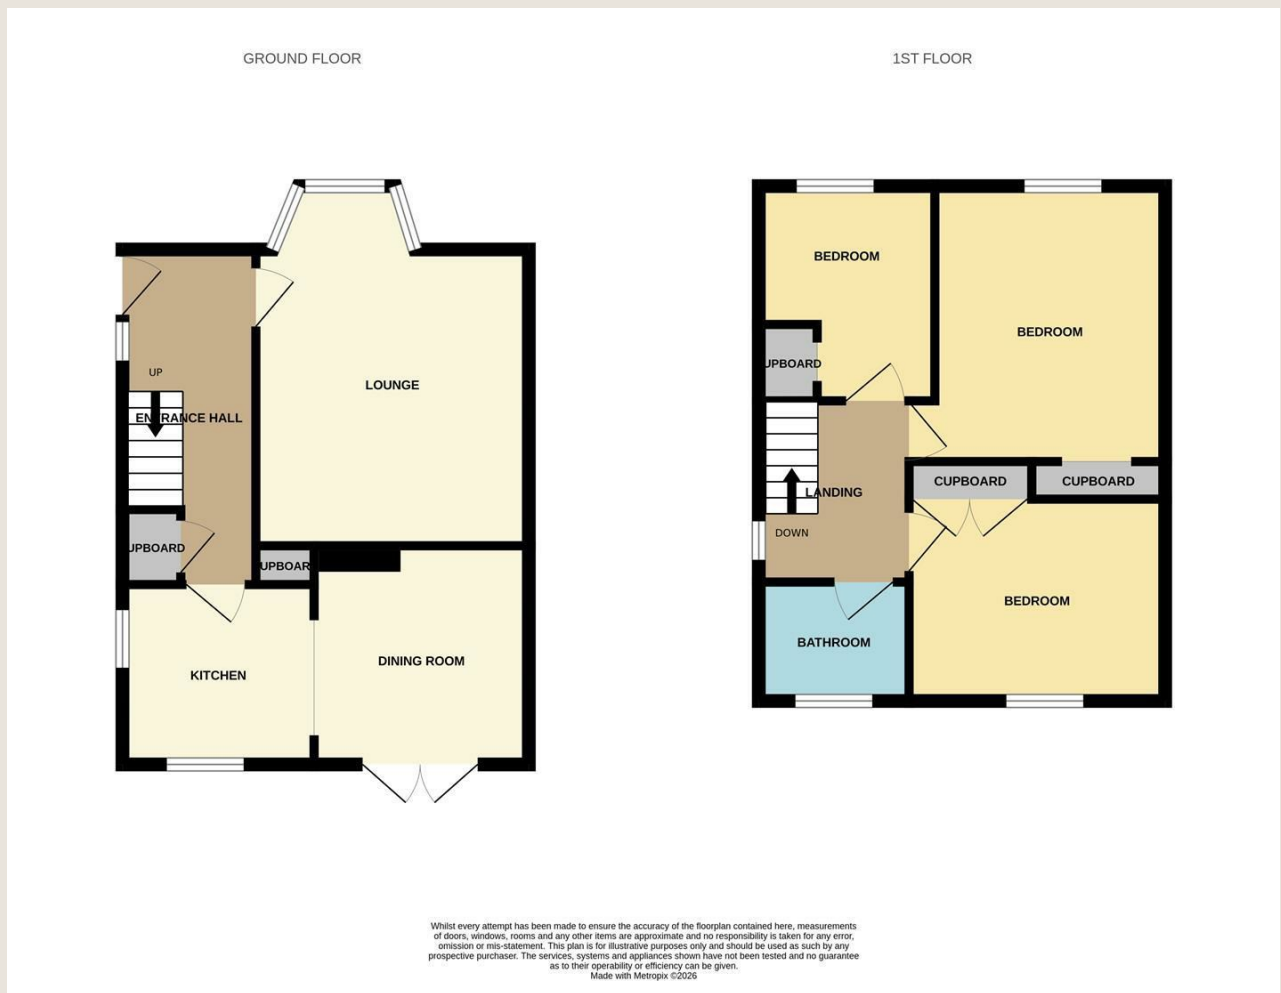 GROUND FLOOR
1ST FLOOR
LOUNGE
UP
ENTRANCE HALL
UPBOARD
UPBOAR
KITCHEN
DINING ROOM
BEDROOM
BEDROOM
UPBOARD
LANDING
CUPBOARD
CUPBOARD
DOWN
BEDROOM
BATHROOM
Whilst every attempt has been made to ensure the accuracy of the floorplan contained here, measurements
of doors, windows, rooms and any other items are approximate and no responsibility is taken for any error,
omission or mis-statement. This plan is for illustrative purposes only and should be used as such by any
prospective purchaser. The services, systems and appliances shown have not been tested and no guarantee
as to their operability or efficiency can be given.
Made with Metropix ©2026